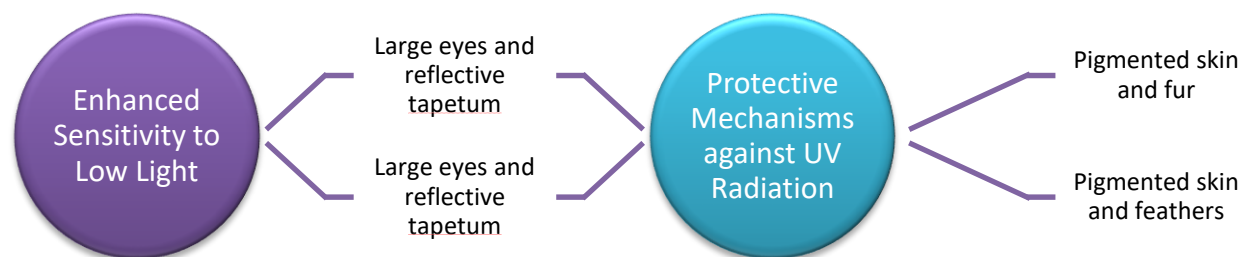 Enhanced
Sensitivity to
Low Light
Large eyes and
reflective
tapetum
Large eyes and
reflective
tapetum
Protective
Mechanisms
against UV
Radiation
Pigmented skin
and fur
Pigmented skin
and feathers